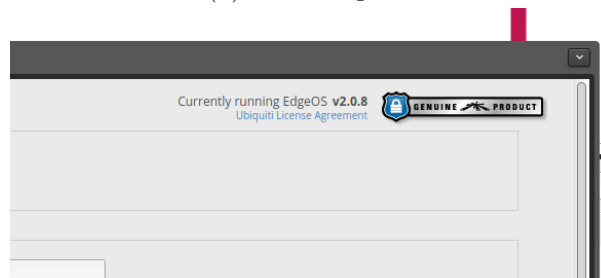 Currently running EdgeOS v2.0.8
Ubiquiti License Agreement
GENUINE PRODUCT